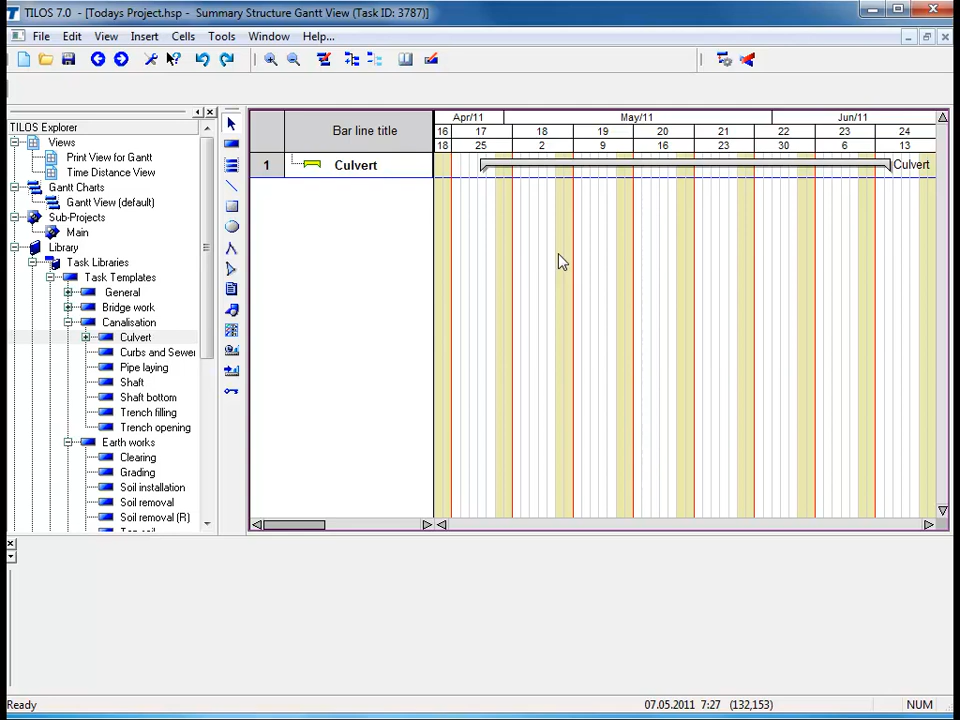 TILOS 7.0 - [Todays Project.hsp - Summary Structure Gantt View (Task ID: 3787)]
File Edit View Insert Cells Tools Window Help...
TILOS Explorer
Views
Print View for Gantt
Time Distance View
Gantt Charts
Gantt View (default)
Sub-Projects
Main
Library
Task Libraries
Task Templates
General
Bridge work
Canalisation
Culvert
Curbs and Sewer
Pipe laying
Shaft
Shaft bottom
Trench filling
Trench opening
Earth works
Clearing
Grading
Soil installation
Soil removal
Soil removal (R)
Bar line title
Apr/11 May/11 Jun/11
16 17 18 19 20 21 22 23 24
18 25 2 9 16 23 30 6 13
1 Culvert Culvert
Ready 07.05.2011 7:27 (132,153) NUM